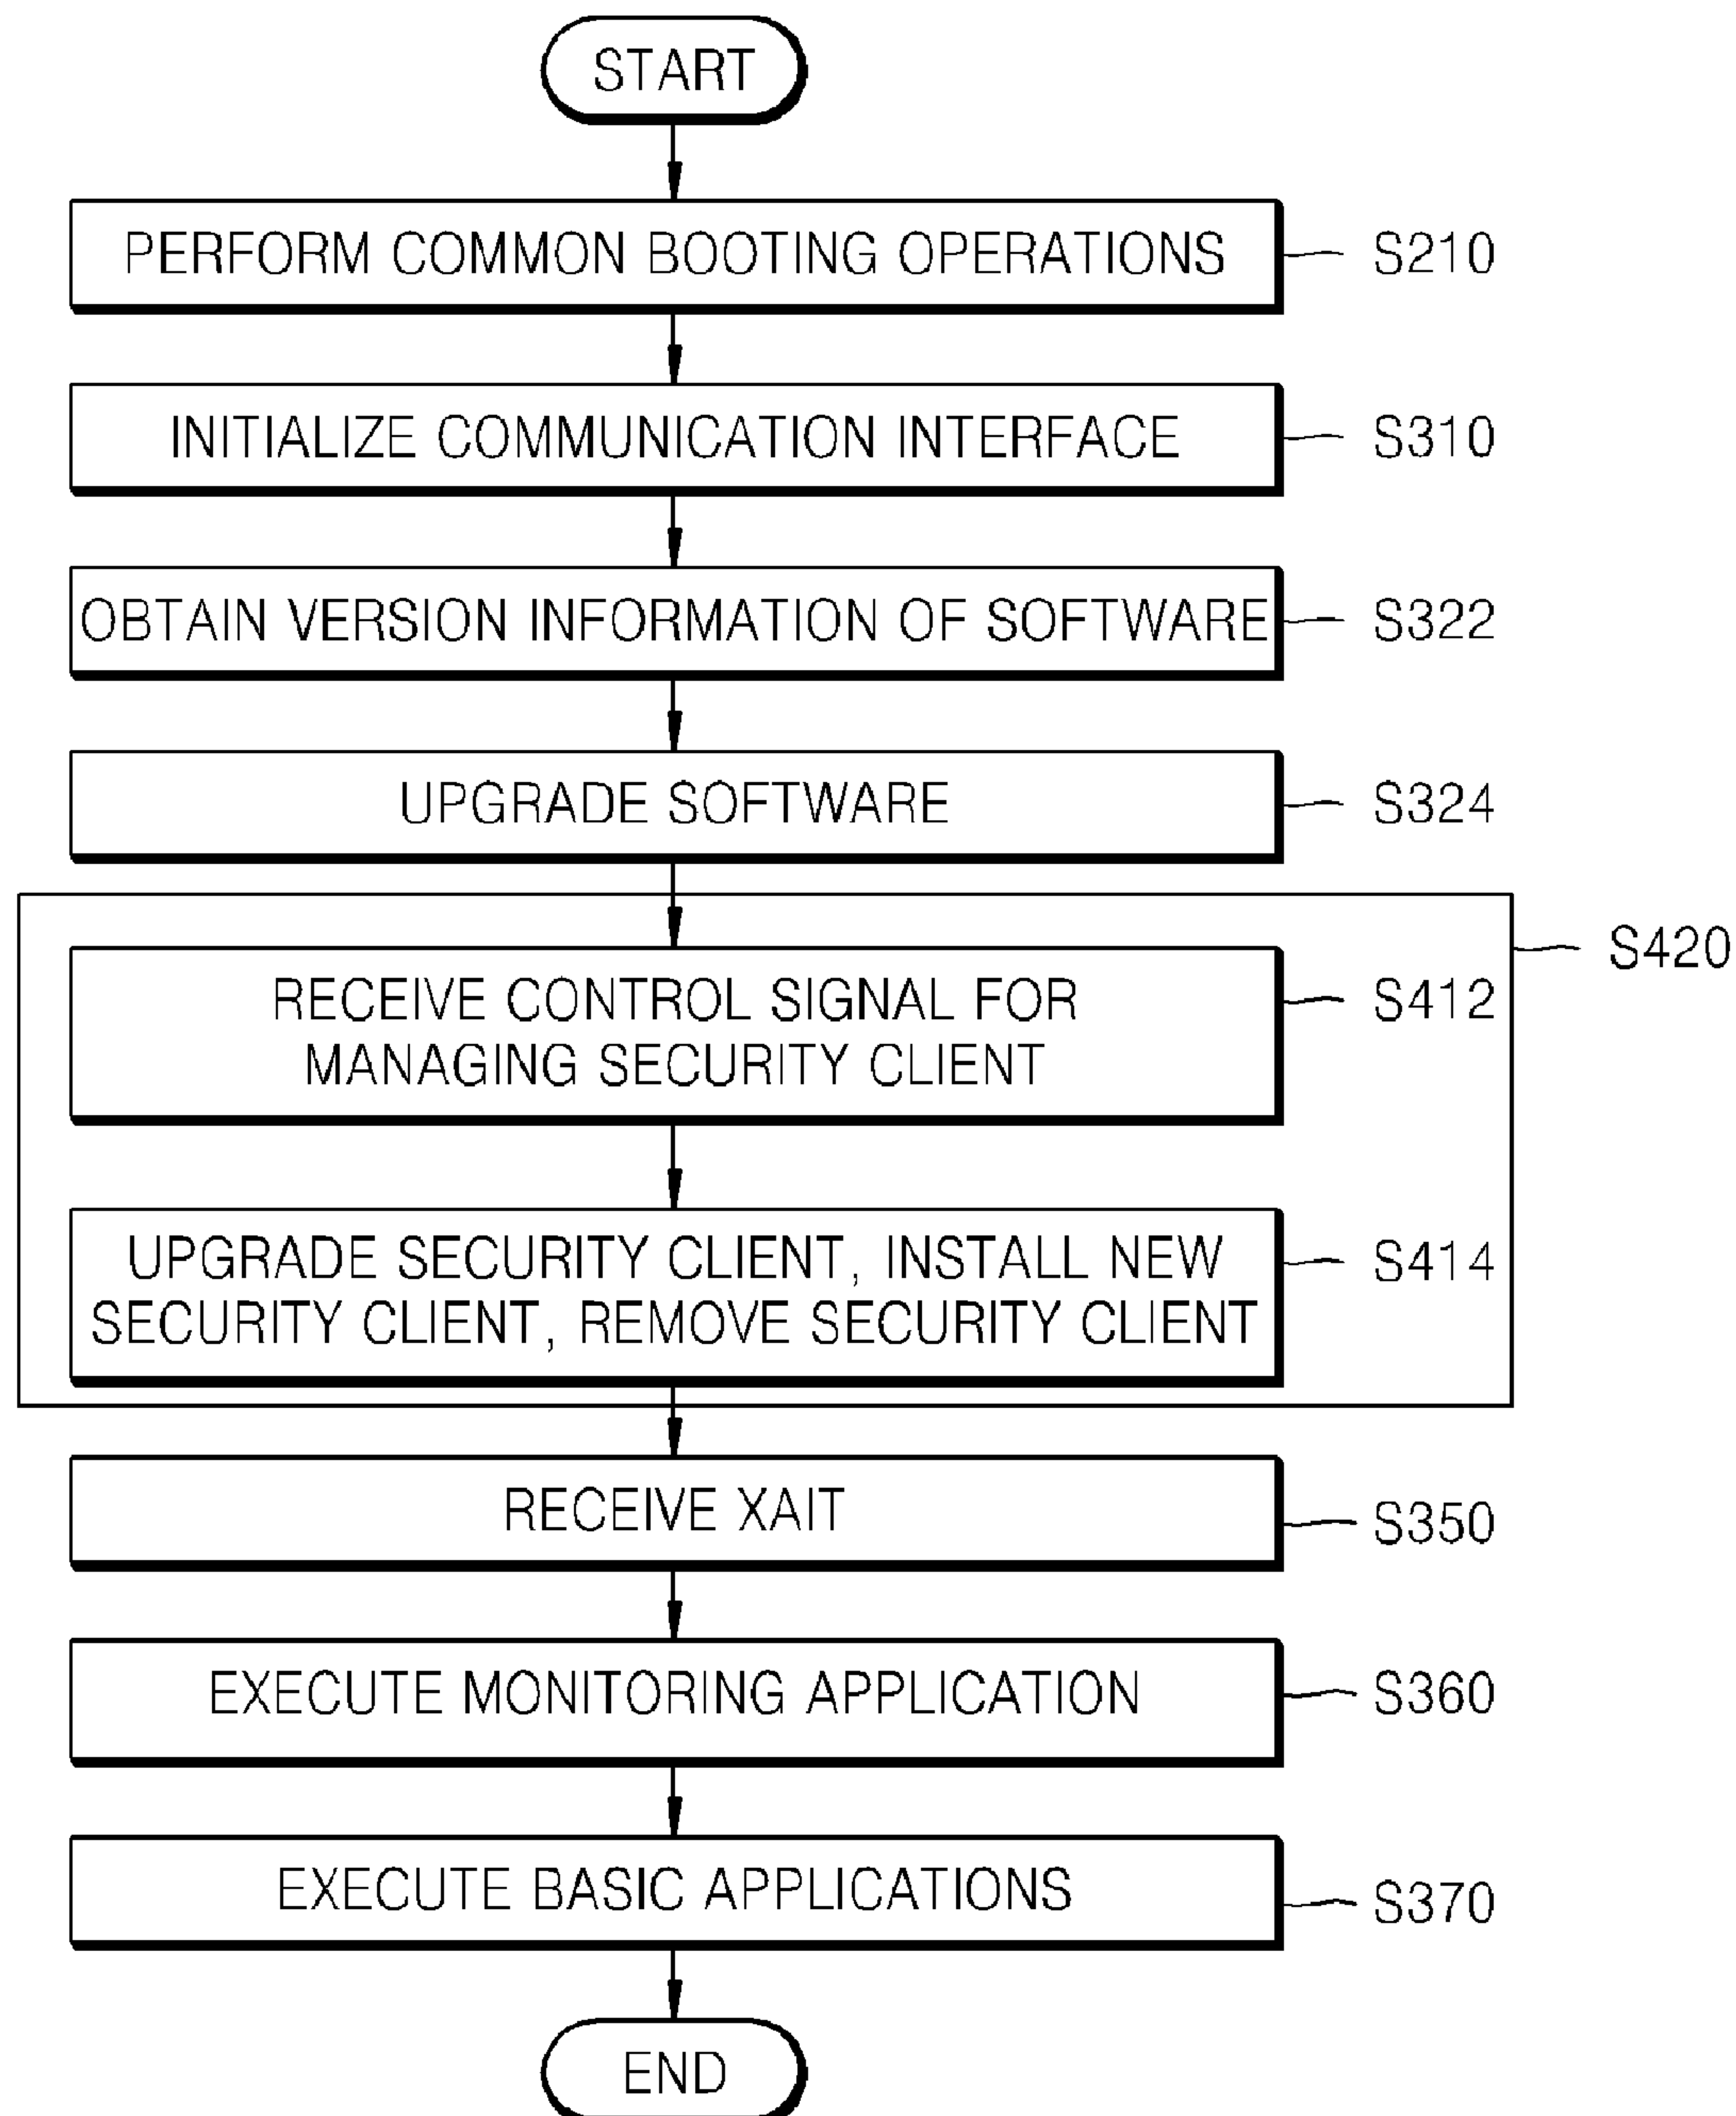 START
PERFORM COMMON BOOTING OPERATIONS
S210
INITIALIZE COMMUNICATION INTERFACE
S310
OBTAIN VERSION INFORMATION OF SOFTWARE
S322
UPGRADE SOFTWARE
S324
S420
RECEIVE CONTROL SIGNAL FOR
MANAGING SECURITY CLIENT
S412
UPGRADE SECURITY CLIENT, INSTALL NEW
SECURITY CLIENT, REMOVE SECURITY CLIENT
S414
RECEIVE XAIT
S350
EXECUTE MONITORING APPLICATION
S360
EXECUTE BASIC APPLICATIONS
S370
END